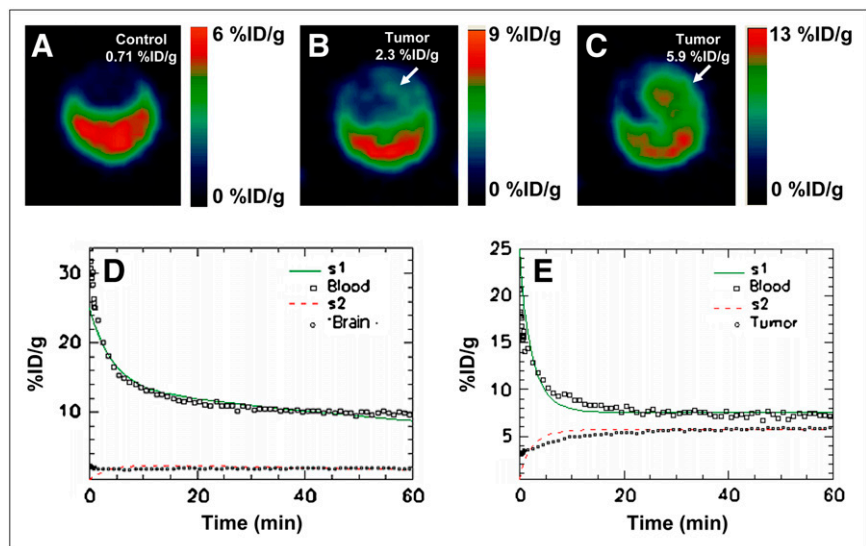 A
Control
0.71 %ID/g
6 %ID/g
0 %ID/g
B
Tumor
2.3 %ID/g
9 %ID/g
0 %ID/g
C
Tumor
5.9 %ID/g
13 %ID/g
0 %ID/g
D
s1
Blood
s2
Brain
30
20
10
0
20
40
60
%ID/g
Time (min)
E
s1
Blood
s2
Tumor
25
20
15
10
5
0
20
40
60
%ID/g
Time (min)